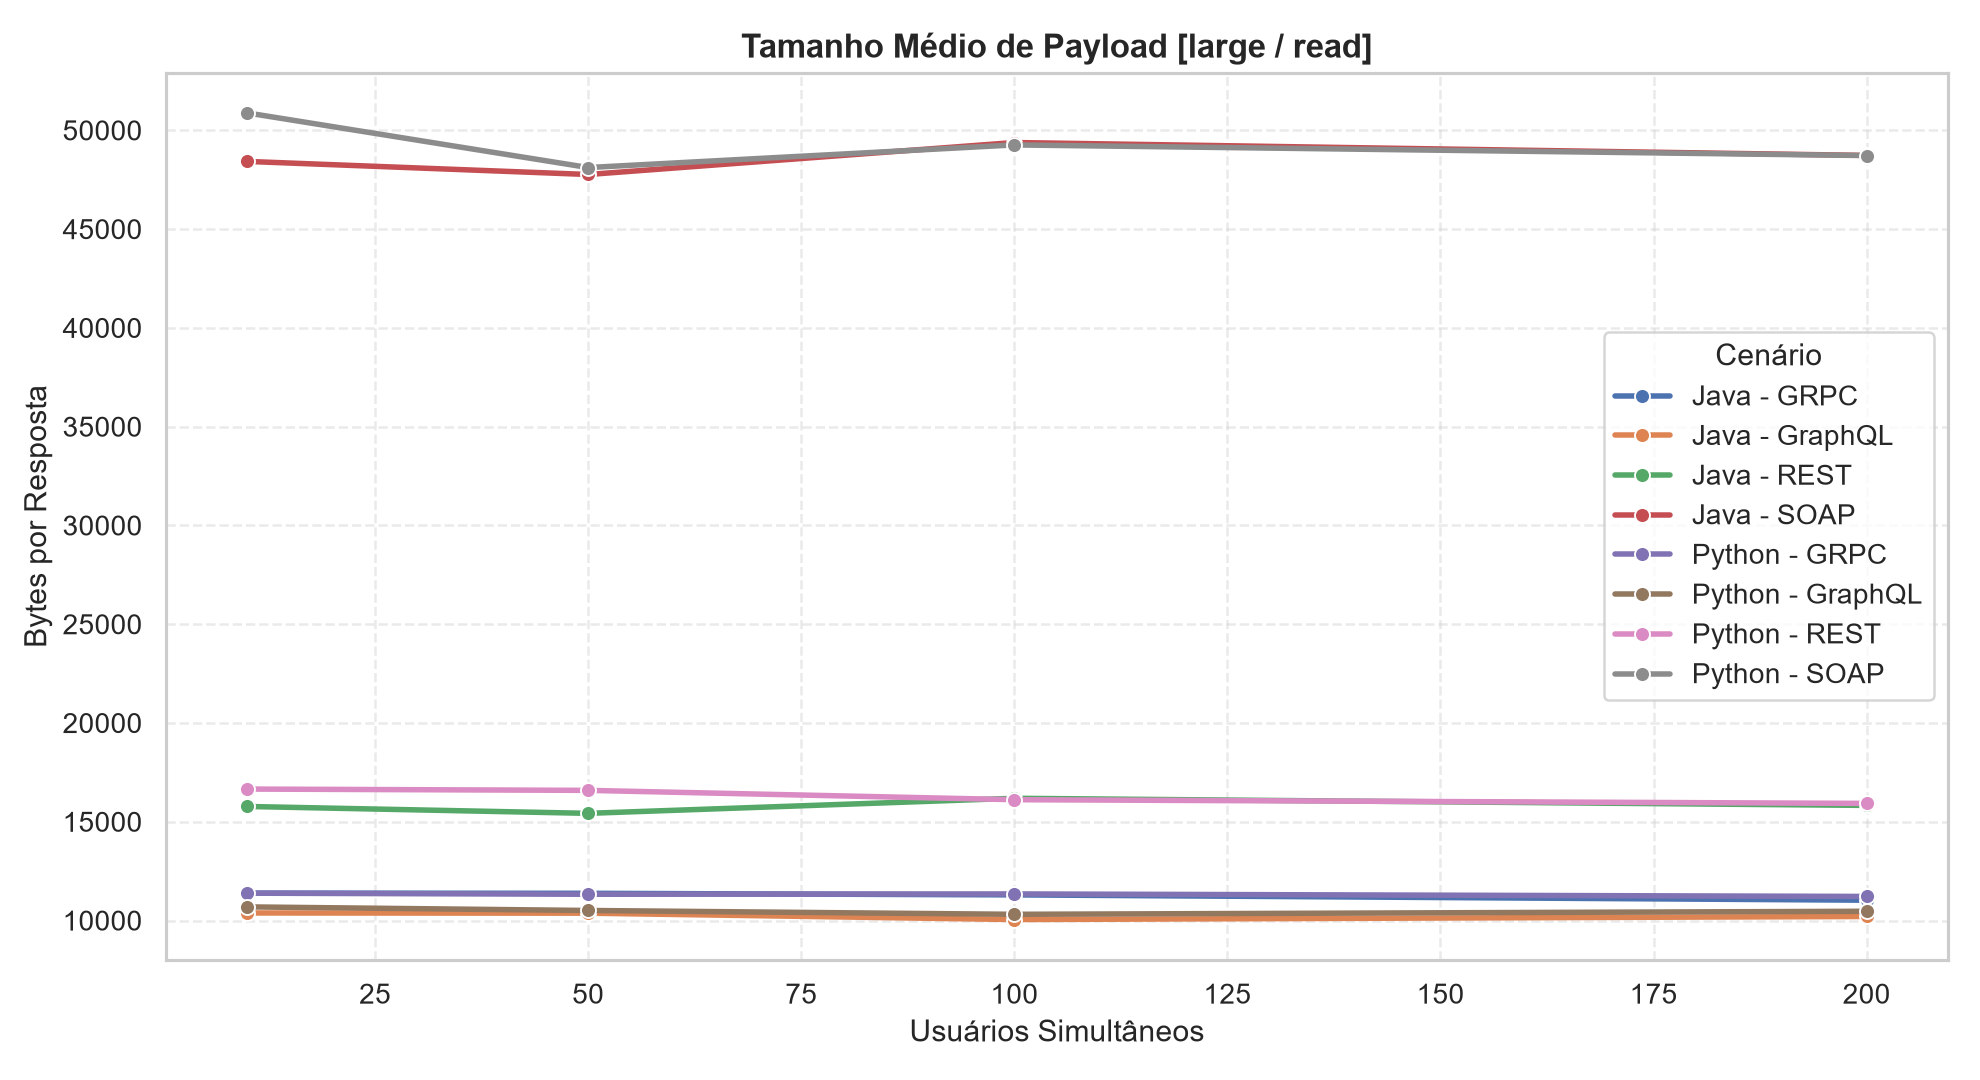 Tamanho Médio de Payload [large / read]
Bytes por Resposta
50000
45000
40000
35000
30000
25000
20000
15000
10000
Cenário
Java - GRPC
Java - GraphQL
Java - REST
Java - SOAP
Python - GRPC
Python - GraphQL
Python - REST
Python - SOAP
25 50 75 100 125 150 175 200
Usuários Simultâneos